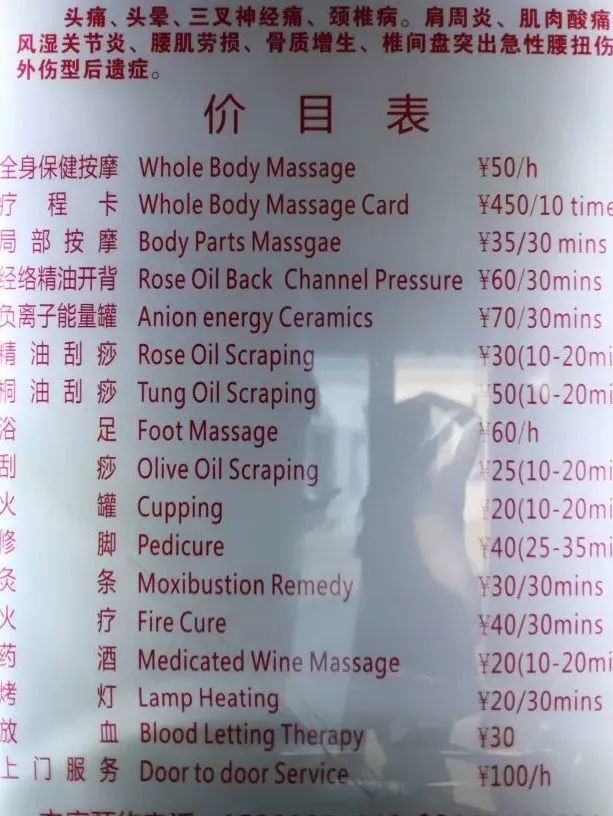 头痛、头晕、三叉神经痛、颈椎病。肩周炎、肌肉酸痛
风湿关节炎、腰肌劳损、骨质增生、椎间盘突出急性腰扭伤
外伤型后遗症。
价目表
全身保健按摩 Whole Body Massage ¥50/h
疗程卡 Whole Body Massage Card ¥450/10 time
局部按摩 Body Parts Massgae ¥35/30 mins
经络精油开背 Rose Oil Back Channel Pressure ¥60/30mins
负离子能量罐 Anion energy Ceramics ¥70/30mins
精油刮痧 Rose Oil Scraping ¥30(10-20mi
桐油刮痧 Tung Oil Scraping ¥50(10-20mi
浴足 Foot Massage ¥60/h
刮痧 Olive Oil Scraping ¥25(10-20mi
火罐 Cupping ¥20(10-20mi
修脚 Pedicure ¥40(25-35mi
灸条 Moxibustion Remedy ¥30/30mins
火疗 Fire Cure ¥40/30mins
药酒 Medicated Wine Massage ¥20(10-20mi
烤灯 Lamp Heating ¥20/30mins
放血 Blood Letting Therapy ¥30
上门服务 Door to door Service ¥100/h